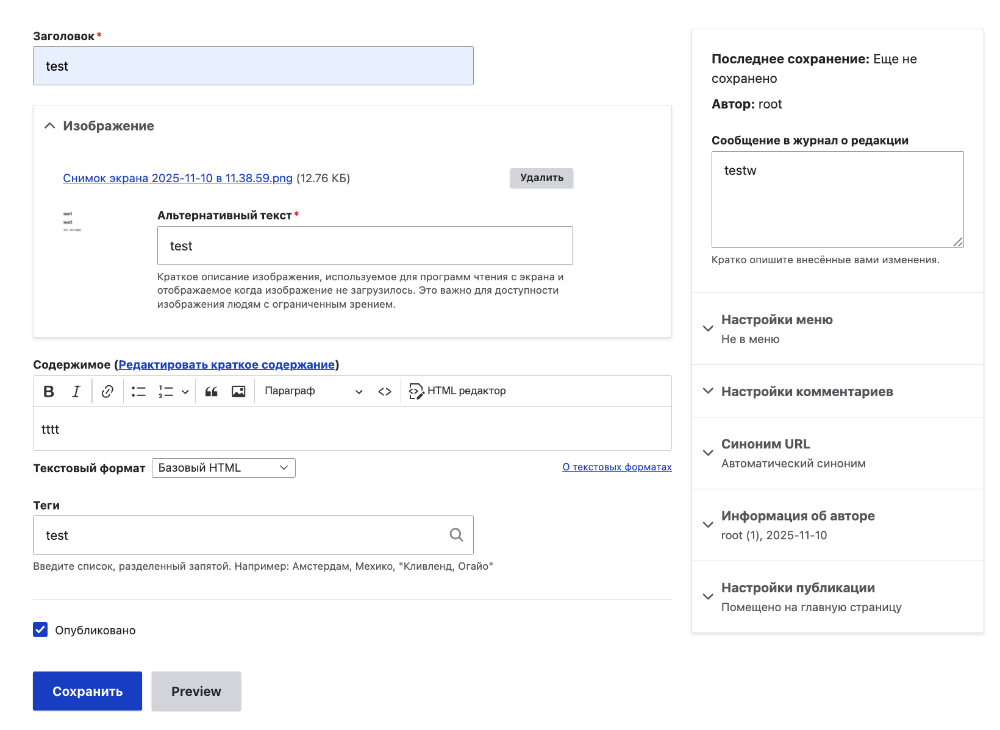 Заголовок*
test
Изображение
Снимок экрана 2025-11-10 в 11.38.59.png (12.76 КБ)
Удалить
test1
test2
Альтернативный текст*
test
Краткое описание изображения, используемое для программ чтения с экрана и
отображаемое когда изображение не загрузилось. Это важно для доступности
изображения людям с ограниченным зрением.
Содержимое (Редактировать краткое содержание)
B I Параграф HTML редактор
tttt
Текстовый формат Базовый HTML
О текстовых форматах
Теги
test
Введите список, разделенный запятой. Например: Амстердам, Мехико, "Кливленд, Огайо"
Опубликовано
Сохранить
Preview
Последнее сохранение: Еще не
сохранено
Автор: root
Сообщение в журнал о редакции
testw
Кратко опишите внесённые вами изменения.
Настройки меню
Не в меню
Настройки комментариев
Синоним URL
Автоматический синоним
Информация об авторе
root (1), 2025-11-10
Настройки публикации
Помещено на главную страницу